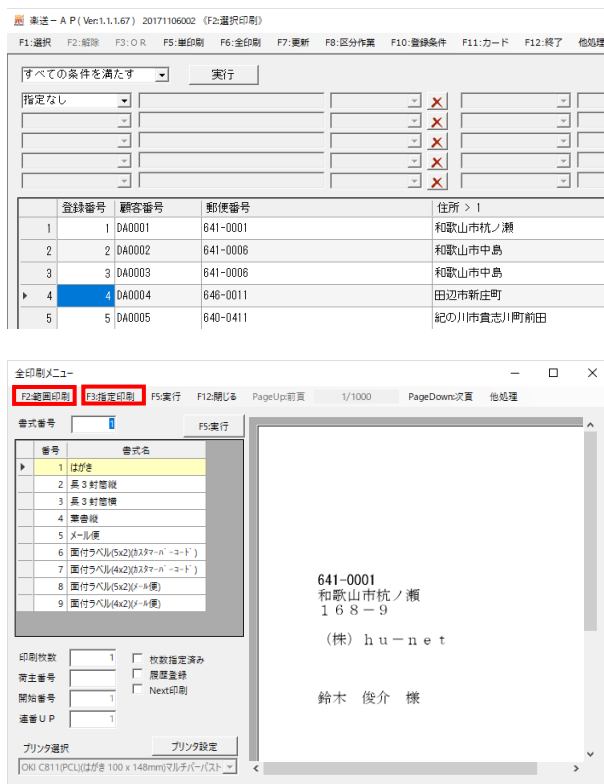 楽送－ＡＰ( Ver:1.1.1.67 ) 20171106002 《F2:選択印刷》
F1:選択 F2:解除 F3:ＯＲ F5:単印刷 F6:全印刷 F7:更新 F8:区分作業 F10:登録条件 F11:カード F12:終了 他処理
すべての条件を満たす 実行
指定なし
登録番号 顧客番号 郵便番号 住所 > 1
1 1 DA0001 641-0001 和歌山市杭ノ瀬
2 2 DA0002 641-0006 和歌山市中島
3 3 DA0003 641-0006 和歌山市中島
4 4 DA0004 646-0011 田辺市新庄町
5 5 DA0005 640-0411 紀の川市貴志川町前田
全印刷メニュー
F2:範囲印刷 F3:指定印刷 F5:実行 F12:閉じる PageUp:前頁 1/1000 PageDown:次頁 他処理
書式番号 1 F5:実行
番号 書式名
1 はがき
2 長３封筒縦
3 長３封筒横
4 葉書縦
5 メール便
6 面付ラベル(5x2)(ｶｽﾀﾏｰﾊﾞｰｺｰﾄﾞ)
7 面付ラベル(4x2)(ｶｽﾀﾏｰﾊﾞｰｺｰﾄﾞ)
8 面付ラベル(5x2)(ﾒｰﾙ便)
9 面付ラベル(4x2)(ﾒｰﾙ便)
641-0001
和歌山市杭ノ瀬
１６８－９
（株）ｈｕ－ｎｅｔ
鈴木　俊介　様
印刷枚数 1 枚数指定済み
荷主番号 履歴登録
開始番号 1 Next印刷
連番ＵＰ 1
プリンタ選択 プリンタ設定
OKI C811(PCL)(はがき 100 x 148mm)マルチパーパスト